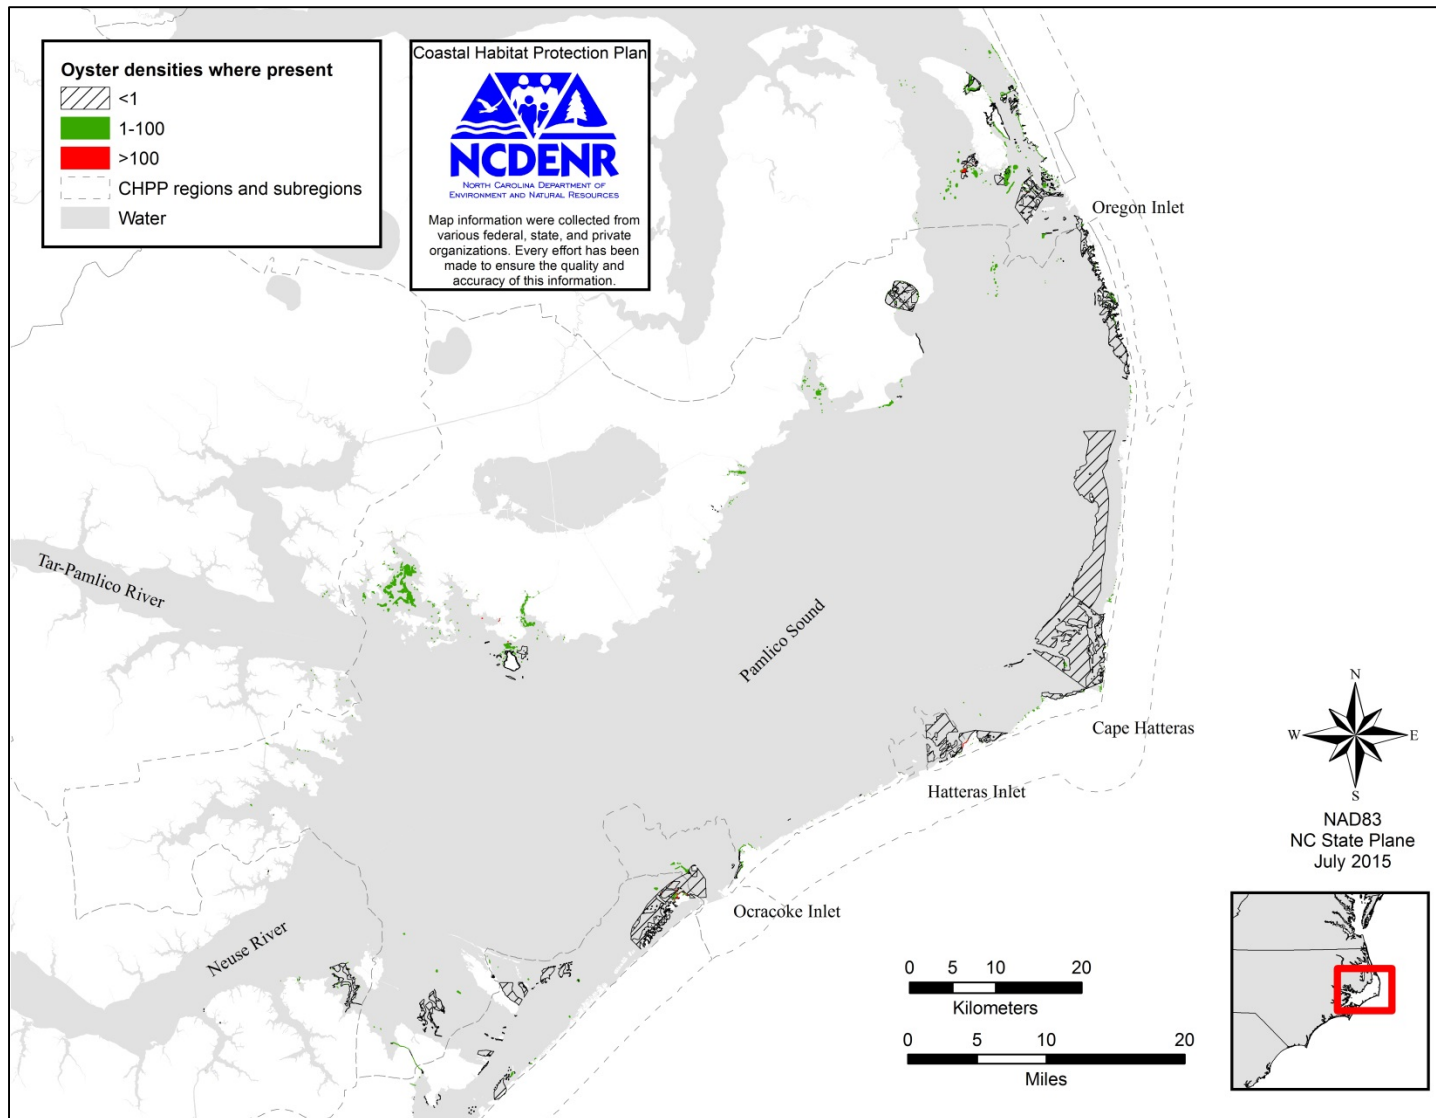 Oyster densities where present
<1
1-100
>100
CHPP regions and subregions
Water
Coastal Habitat Protection Plan
NCDENR
NORTH CAROLINA DEPARTMENT OF
ENVIRONMENT AND NATURAL RESOURCES
Map information were collected from
various federal, state, and private
organizations. Every effort has been
made to ensure the quality and
accuracy of this information.
Oregon Inlet
Tar-Pamlico River
Pamlico Sound
Cape Hatteras
Hatteras Inlet
Ocracoke Inlet
Neuse River
N
W E
S
NAD83
NC State Plane
July 2015
0 5 10 20
Kilometers
0 5 10 20
Miles